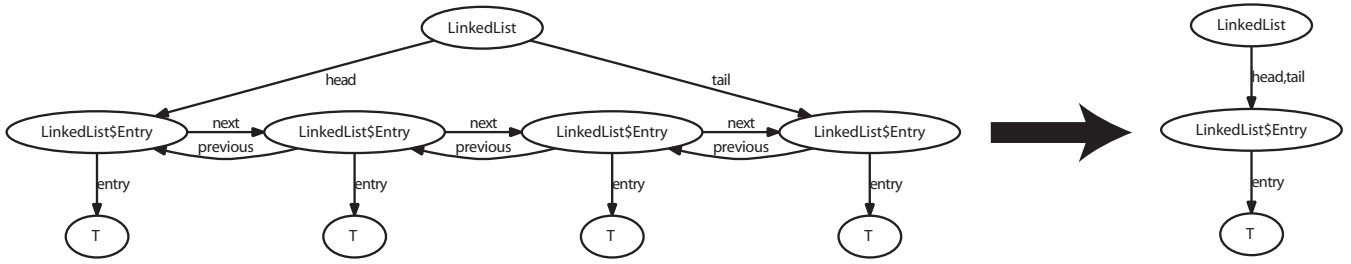 LinkedList
LinkedList
head
tail
head,tail
LinkedList$Entry
next
LinkedList$Entry
next
LinkedList$Entry
next
LinkedList$Entry
LinkedList$Entry
previous
previous
previous
entry
entry
entry
entry
entry
T
T
T
T
T